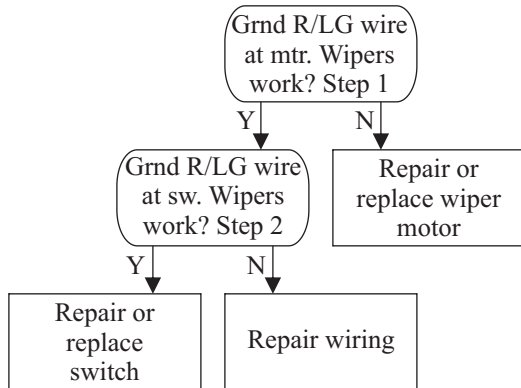 Grnd R/LG wire
at mtr. Wipers
work? Step 1
Y
N
Grnd R/LG wire
at sw. Wipers
work? Step 2
Repair or
replace wiper
motor
Y
N
Repair or
replace
switch
Repair wiring